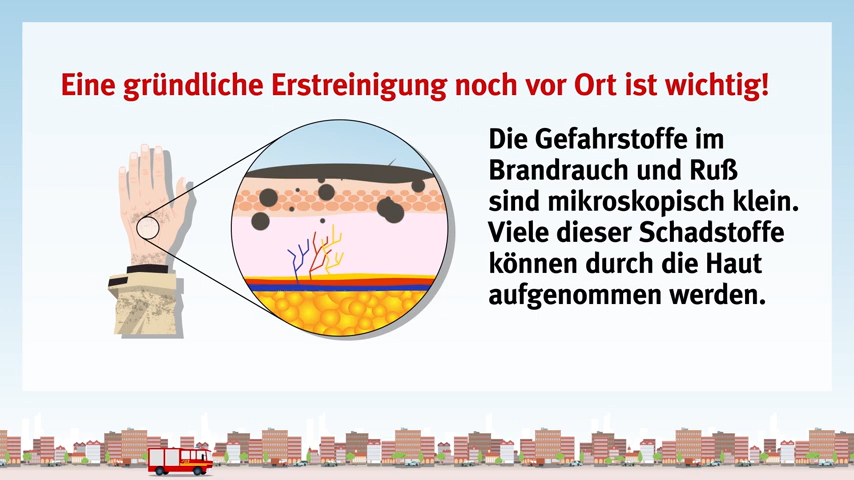 Eine gründliche Erstreinigung noch vor Ort ist wichtig!
Die Gefahrstoffe im
Brandrauch und Ruß
sind mikroskopisch klein.
Viele dieser Schadstoffe
können durch die Haut
aufgenommen werden.